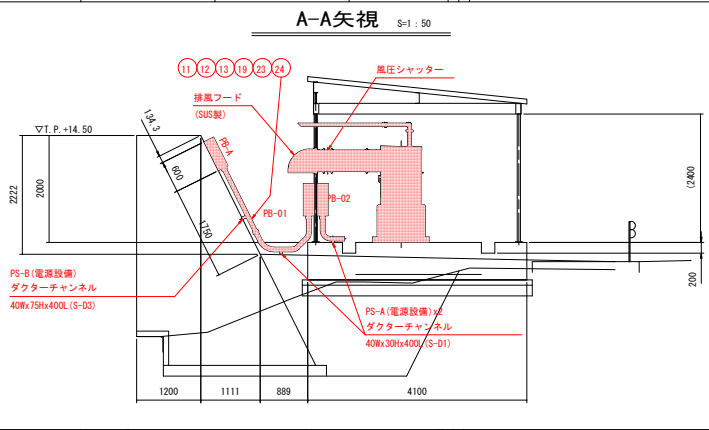 A-A矢視 S=1：50
11 12 13 19 23 24
風圧シャッター
排風フード
(SUS製)
▽T.P.+14.50
134.3
PB-A
600
1750
2222
2000
PB-01
PB-02
(2400
B
200
PS-B(電源設備)
ダクターチャンネル
40Wx75Hx400L(S-D3)
PS-A(電源設備)x2
ダクターチャンネル
40Wx30Hx400L(S-D1)
1200
1111
889
4100